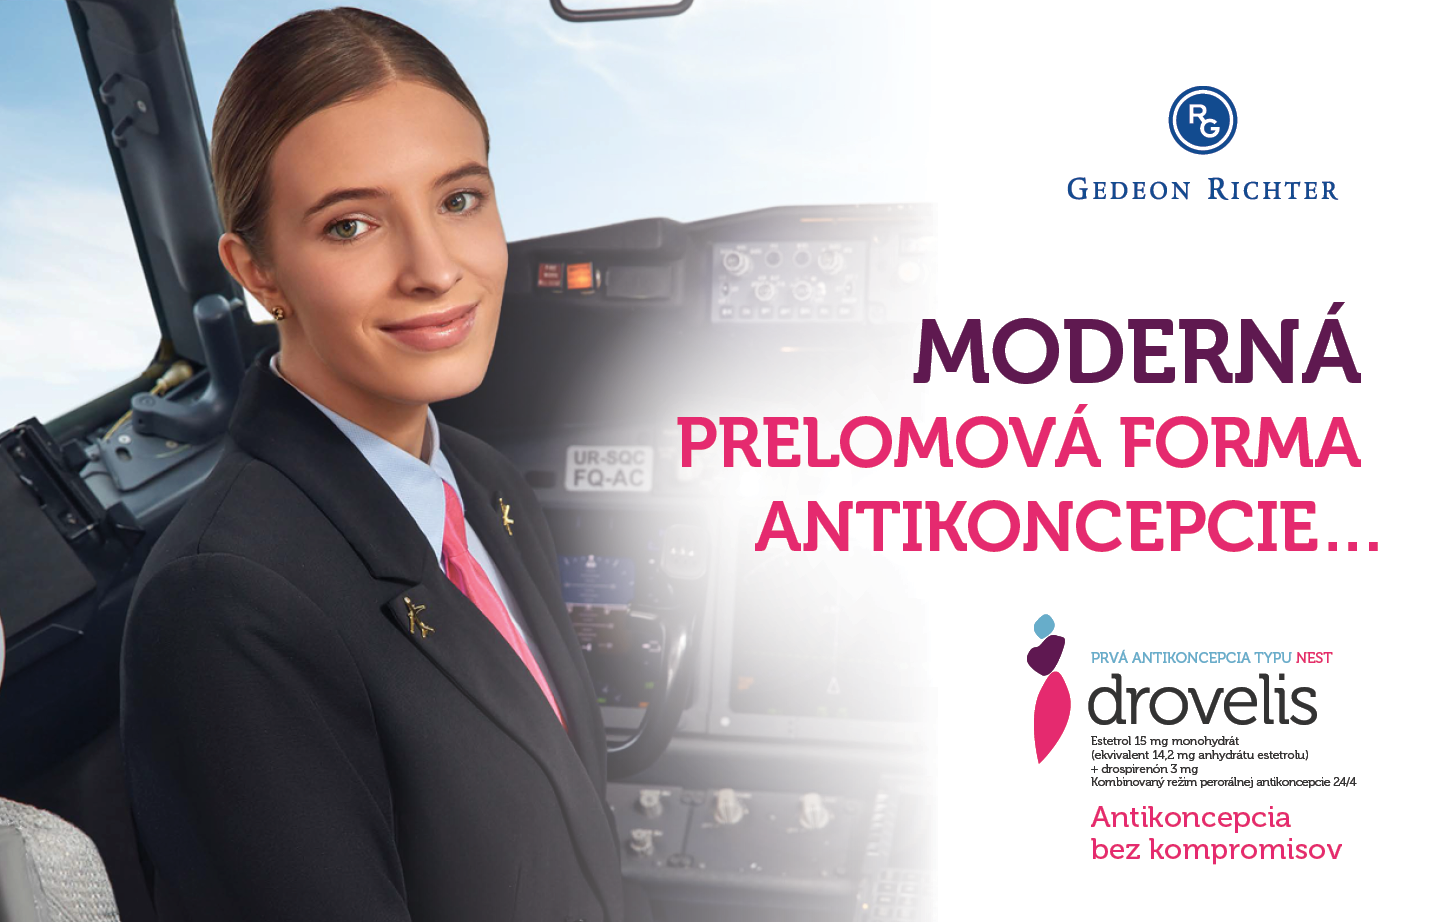 RG
GEDEON RICHTER
MODERNÁ
PRELOMOVÁ FORMA
ANTIKONCEPCIE...
UR-SQC
FQ-AC
PRVÁ ANTIKONCEPCIA TYPU NEST
drovelis
Estetrol 15 mg monohydrát
(ekvivalent 14,2 mg anhydrátu estetrolu)
+ drospirenón 3 mg
Kombinovaný režim perorálnej antikoncepcie 24/4
Antikoncepcia
bez kompromisov